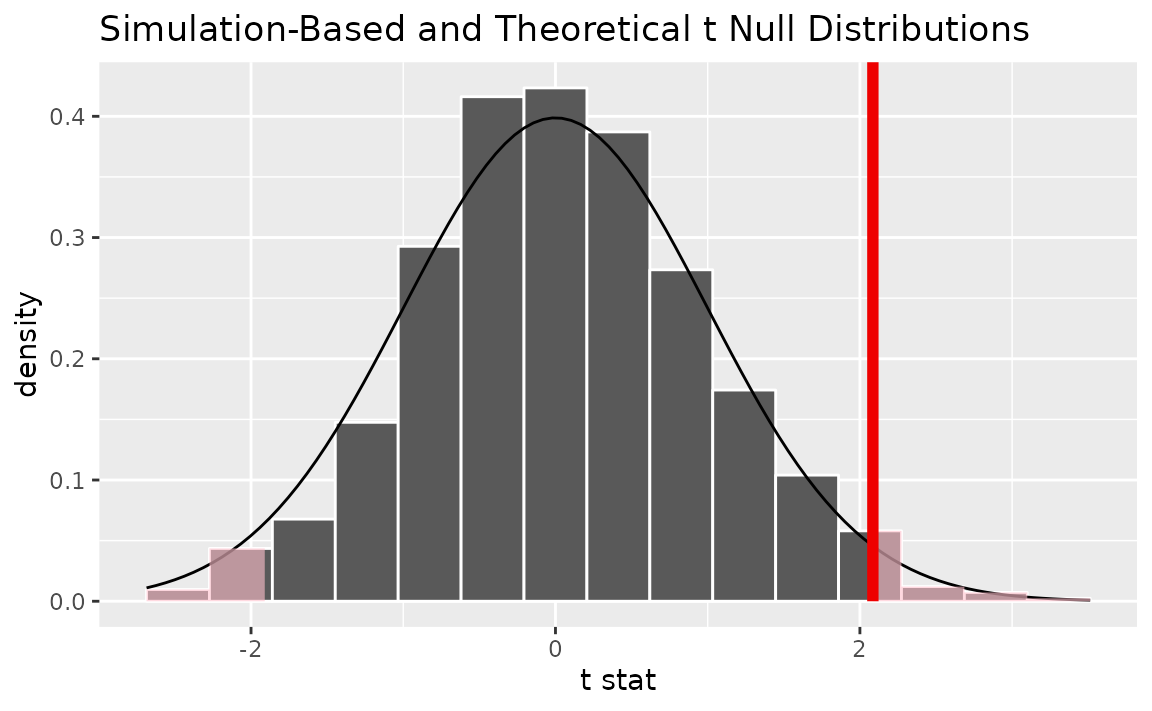 Simulation-Based and Theoretical t Null Distributions
density
0.4
0.3
0.2
0.1
0.0
-2 0 2
t stat